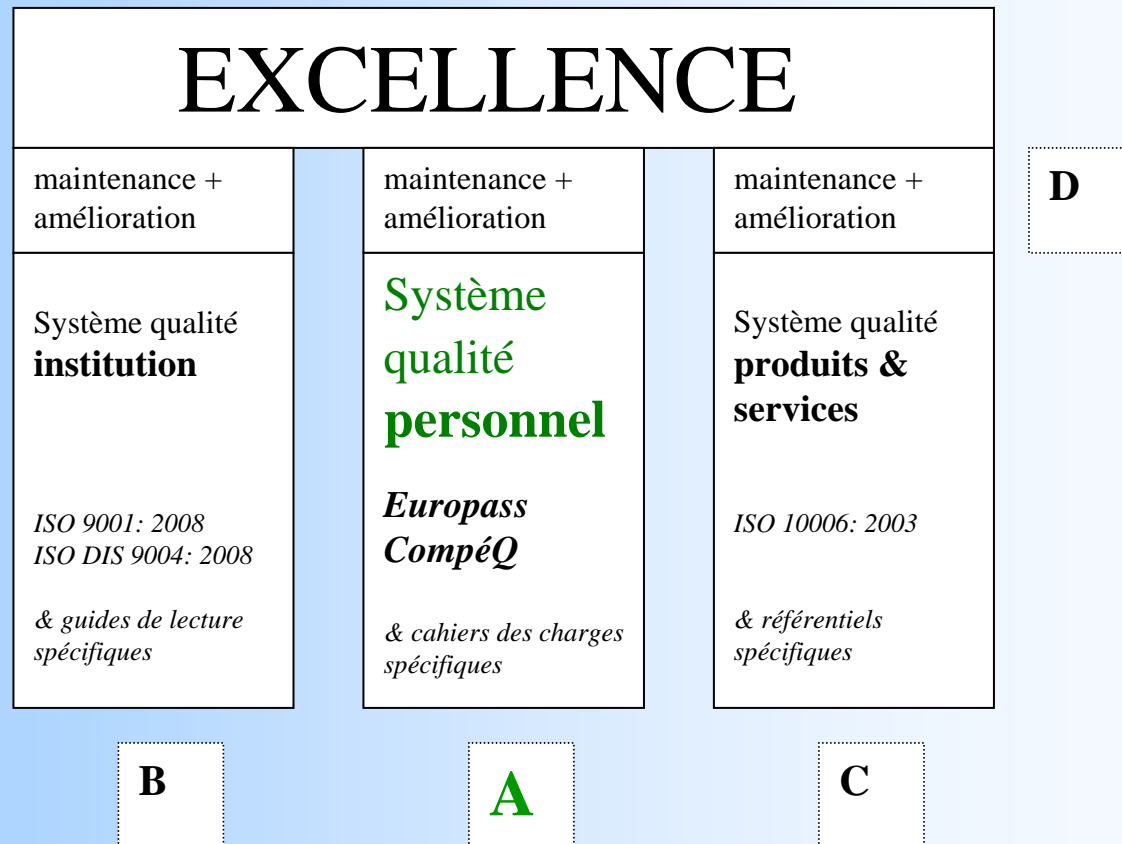 EXCELLENCE
maintenance +
amélioration
Système qualité
institution
ISO 9001: 2008
ISO DIS 9004: 2008
& guides de lecture
spécifiques
B
maintenance +
amélioration
Système
qualité
personnel
Europass
CompéQ
& cahiers des charges
spécifiques
A
maintenance +
amélioration
Système qualité
produits &
services
ISO 10006: 2003
& référentiels
spécifiques
C
D